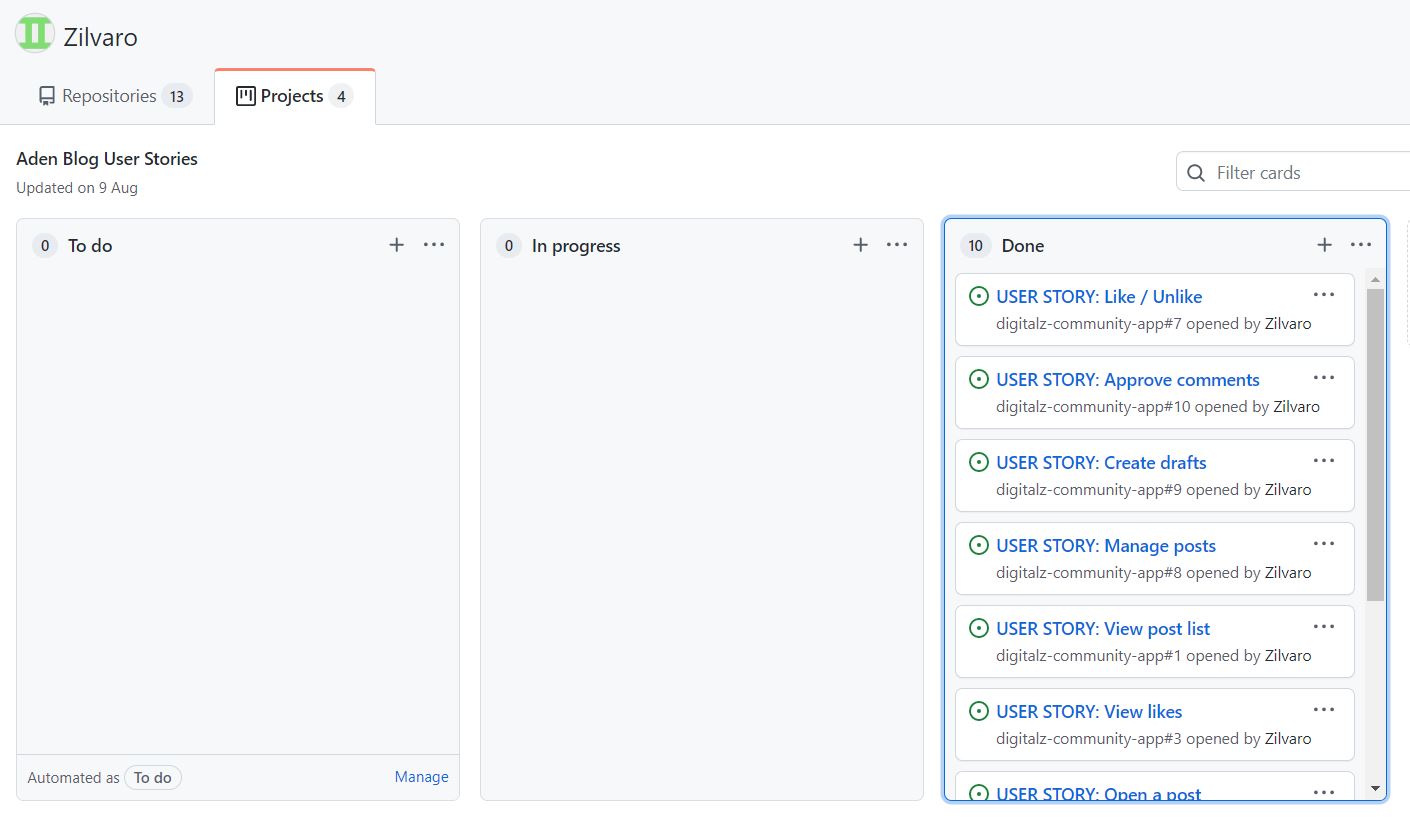 Zilvaro
Repositories 13
Projects 4
Aden Blog User Stories
Updated on 9 Aug
Filter cards
0 To do
Automated as To do Manage
0 In progress
10 Done
USER STORY: Like / Unlike
digitalz-community-app#7 opened by Zilvaro
USER STORY: Approve comments
digitalz-community-app#10 opened by Zilvaro
USER STORY: Create drafts
digitalz-community-app#9 opened by Zilvaro
USER STORY: Manage posts
digitalz-community-app#8 opened by Zilvaro
USER STORY: View post list
digitalz-community-app#1 opened by Zilvaro
USER STORY: View likes
digitalz-community-app#3 opened by Zilvaro
USER STORY: Open a post